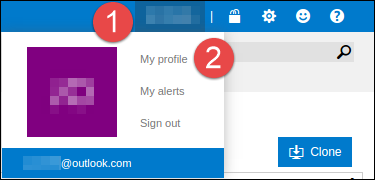 1
|
?
My profile
2
My alerts
Sign out
Clone
@outlook.com